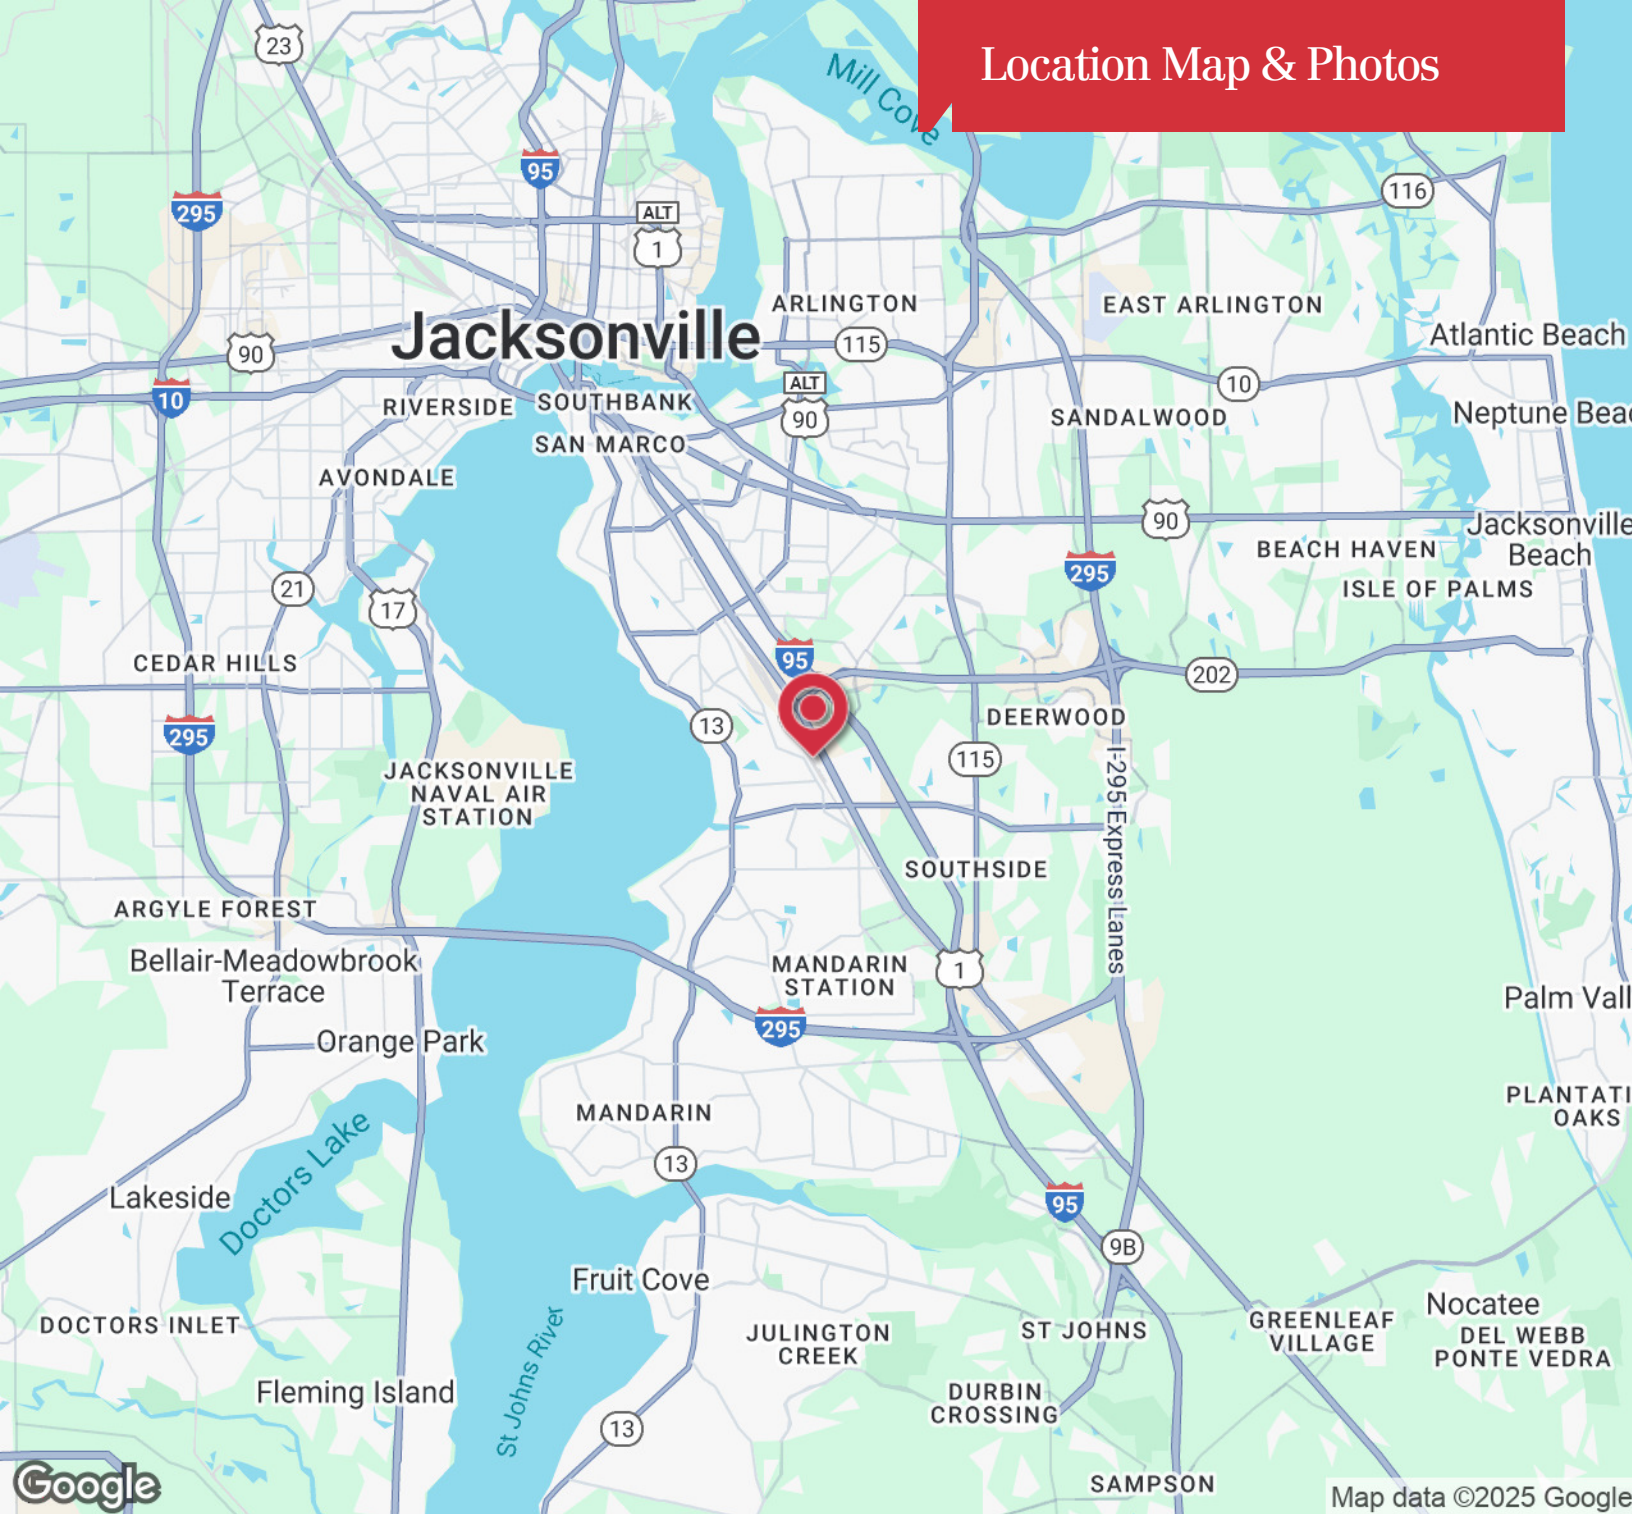 Location Map & Photos
23
Mill Cove
95
295
116
ALT
1
ARLINGTON
EAST ARLINGTON
Jacksonville
Atlantic Beach
90
115
ALT
10
10
RIVERSIDE
SOUTHBANK
90
SANDALWOOD
Neptune Beac
SAN MARCO
AVONDALE
90
Jacksonville
Beach
BEACH HAVEN
295
ISLE OF PALMS
21
17
95
CEDAR HILLS
202
13
DEERWOOD
295
115
I-295 Express Lanes
JACKSONVILLE
NAVAL AIR
STATION
SOUTHSIDE
ARGYLE FOREST
Bellair-Meadowbrook
Terrace
MANDARIN
STATION
1
Palm Vall
295
Orange Park
PLANTATI
OAKS
MANDARIN
Doctors Lake
13
Lakeside
95
9B
Fruit Cove
Nocatee
DOCTORS INLET
GREENLEAF
VILLAGE
JULINGTON
CREEK
ST JOHNS
DEL WEBB
PONTE VEDRA
St Johns River
Fleming Island
DURBIN
CROSSING
13
SAMPSON
Google
Map data ©2025 Google